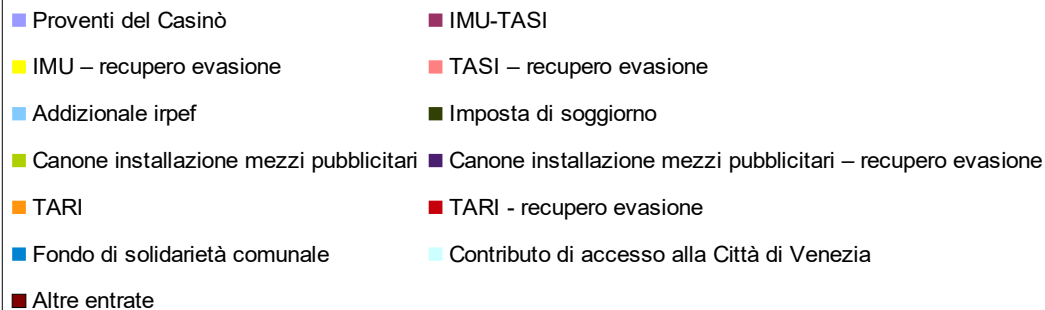 Proventi del Casinò IMU-TASI
IMU – recupero evasione TASI – recupero evasione
Addizionale irpef Imposta di soggiorno
Canone installazione mezzi pubblicitari Canone installazione mezzi pubblicitari – recupero evasione
TARI TARI - recupero evasione
Fondo di solidarietà comunale Contributo di accesso alla Città di Venezia
Altre entrate